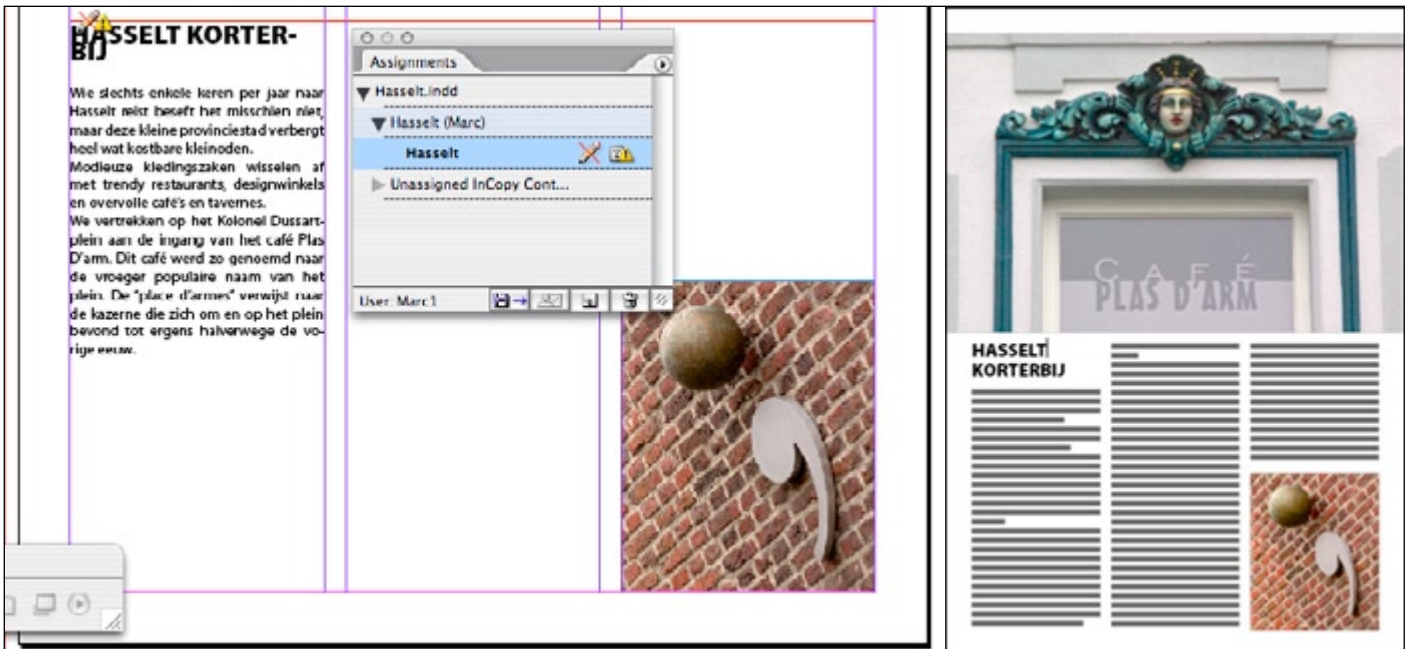 HASSELT KORTER-
BIJ
Wie slechts enkele keren per jaar naar
Hasselt reist beseft het misschien niet,
maar deze kleine provinciestad verbergt
heel wat kostbare kleinoden.
Modieuze kledingszaken wisselen af
met trendy restaurants, designwinkels
en overvolle café's en tavernes.
We vertrekken op het Kolonel Dussart-
plein aan de ingang van het café Plas
D'arm. Dit café werd zo genoemd naar
de vroeger populaire naam van het
plein. De "place d'armes" verwijst naar
de kazerne die zich om en op het plein
bevond tot ergens halverwege de vo-
rige eeuw.
Assignments
Hasselt.indd
Hasselt (Marc)
Hasselt
Unassigned InCopy Cont...
User: Marc1
CAFÉ
PLAS D'ARM
HASSELT
KORTERBIJ